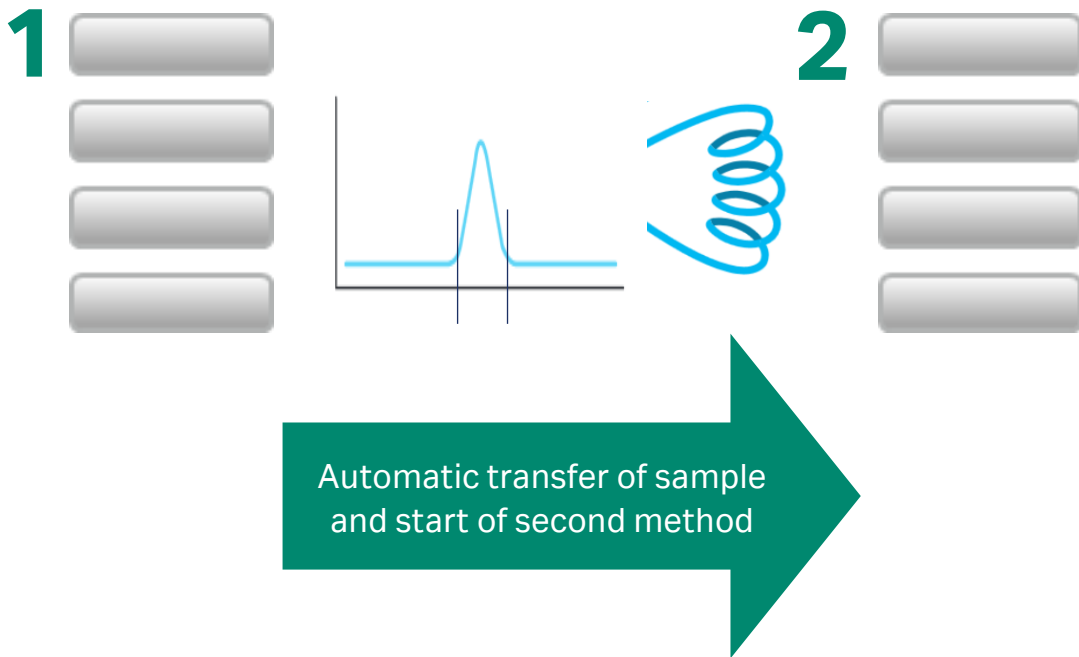 1
2
Automatic transfer of sample
and start of second method